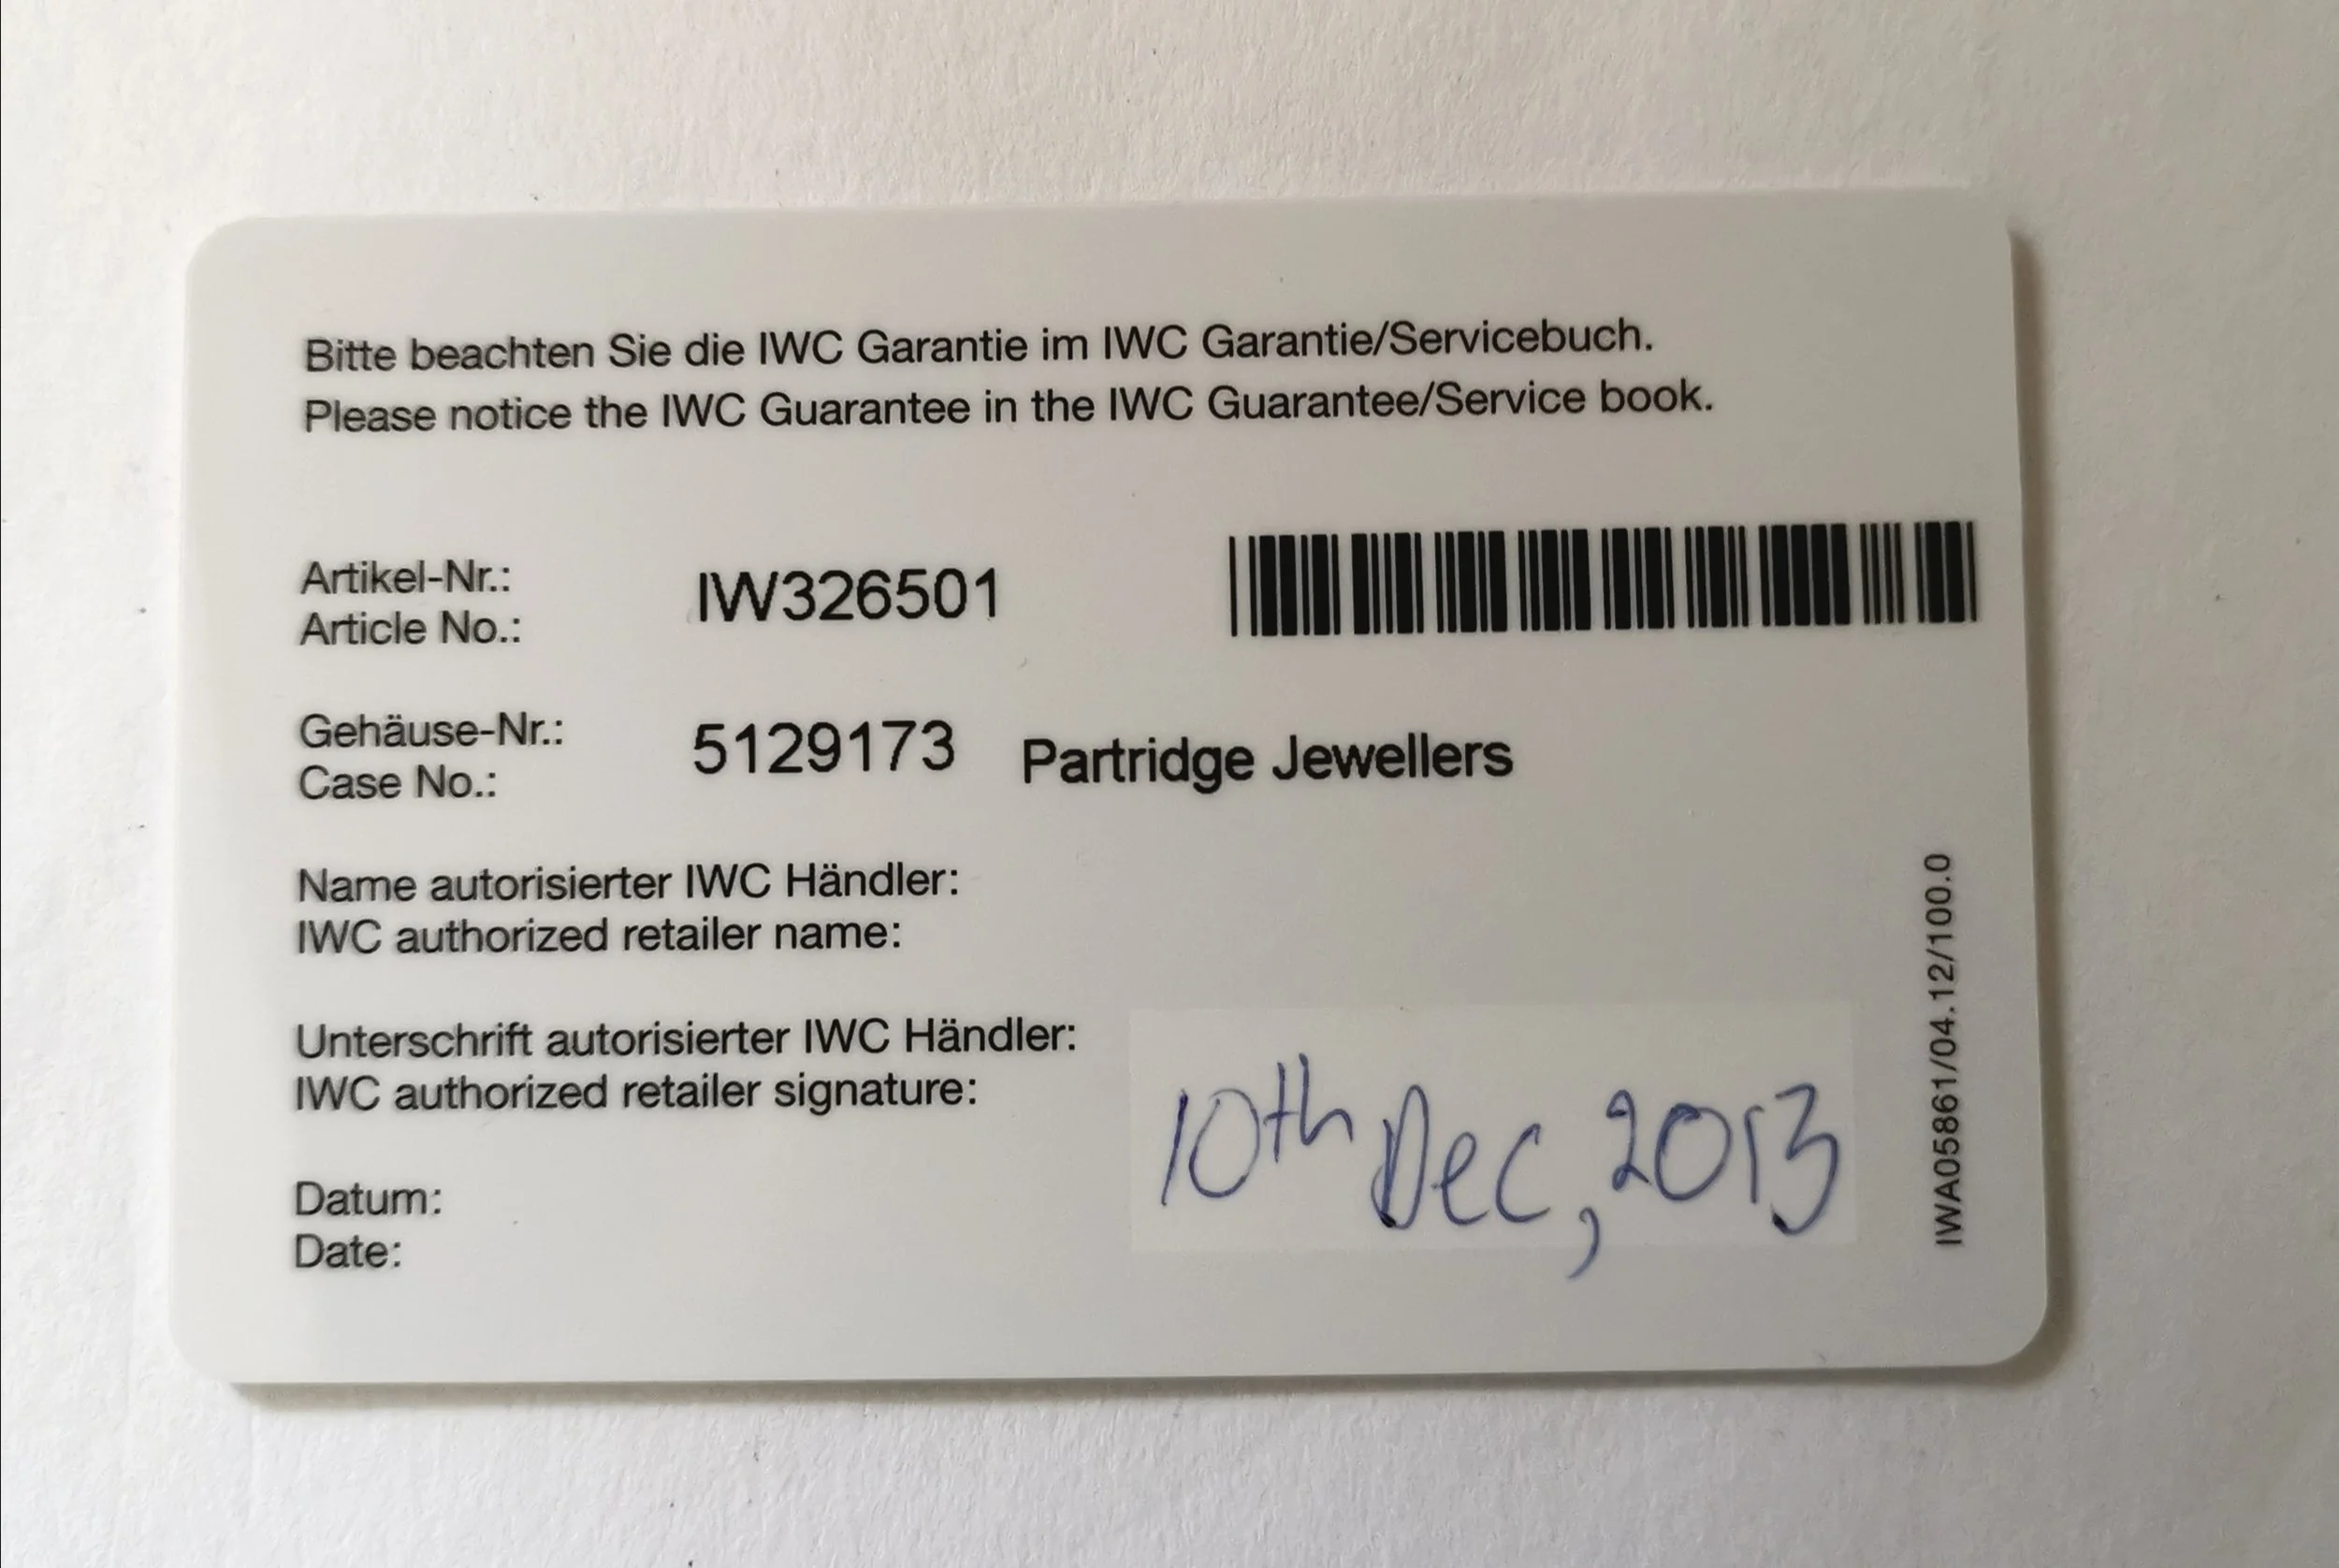 Bitte beachten Sie die IWC Garantie im IWC Garantie/Servicebuch.
Please notice the IWC Guarantee in the IWC Guarantee/Service book.
Artikel-Nr.:
Article No.:
IW326501
Gehäuse-Nr.:
Case No.:
5129173
Partridge Jewellers
Name autorisierter IWC Händler:
IWC authorized retailer name:
Unterschrift autorisierter IWC Händler:
IWC authorized retailer signature:
10th Dec, 2013
Datum:
Date:
IWA05861/04.12/100.0